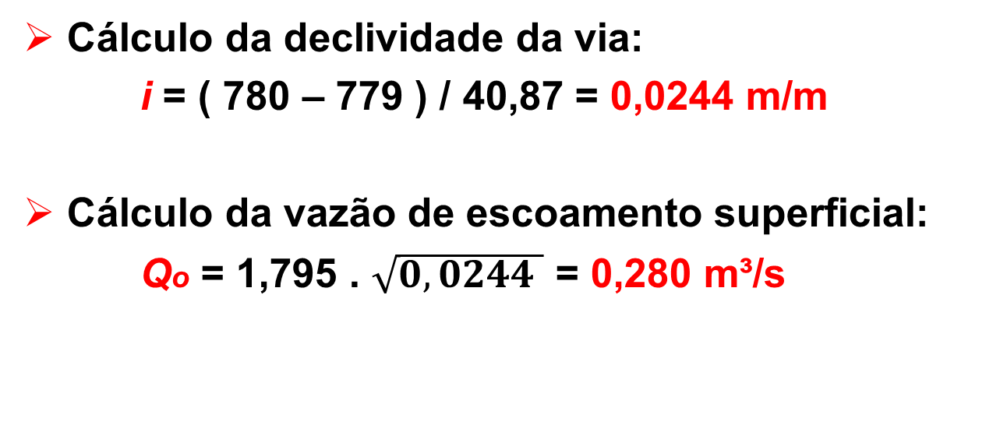 ➢ Cálculo da declividade da via:
i = ( 780 – 779 ) / 40,87 = 0,0244 m/m
➢ Cálculo da vazão de escoamento superficial:
Qo = 1,795 . √0,0244 = 0,280 m³/s